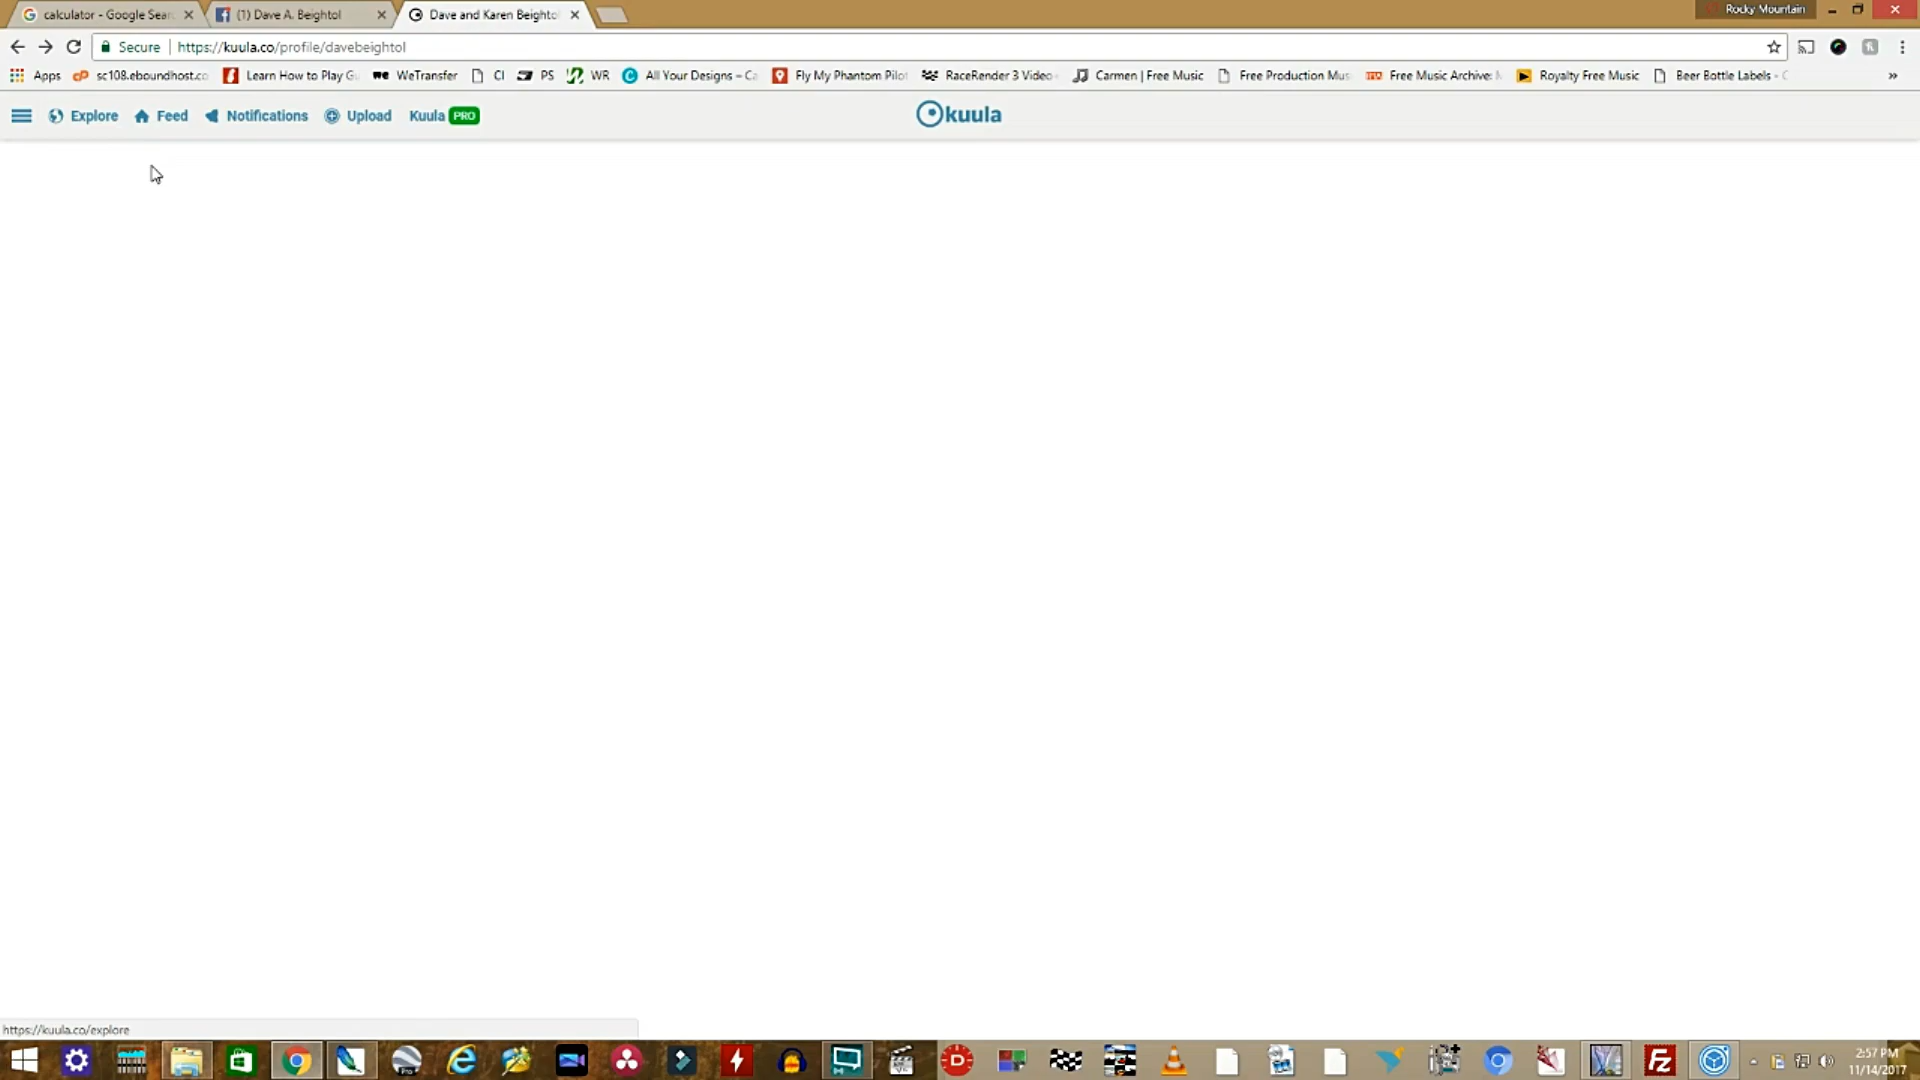 calculator - Google Sear
(1) Dave A. Beightol
Dave and Karen Beightol
Rocky Mountain
Secure
https://kuula.co/profile/davebeightol
Apps
sc108.eboundhost.co
Learn How to Play G
WeTransfer
CI
PS
WR
All Your Designs – Ca
Fly My Phantom Pilot
RaceRender 3 Video
Carmen | Free Music
Free Production Mus
Free Music Archive:
Royalty Free Music
Beer Bottle Labels -
»
Explore
Feed
Notifications
Upload
Kuula PRO
kuula
https://kuula.co/explore
2:57 PM
11/14/2017